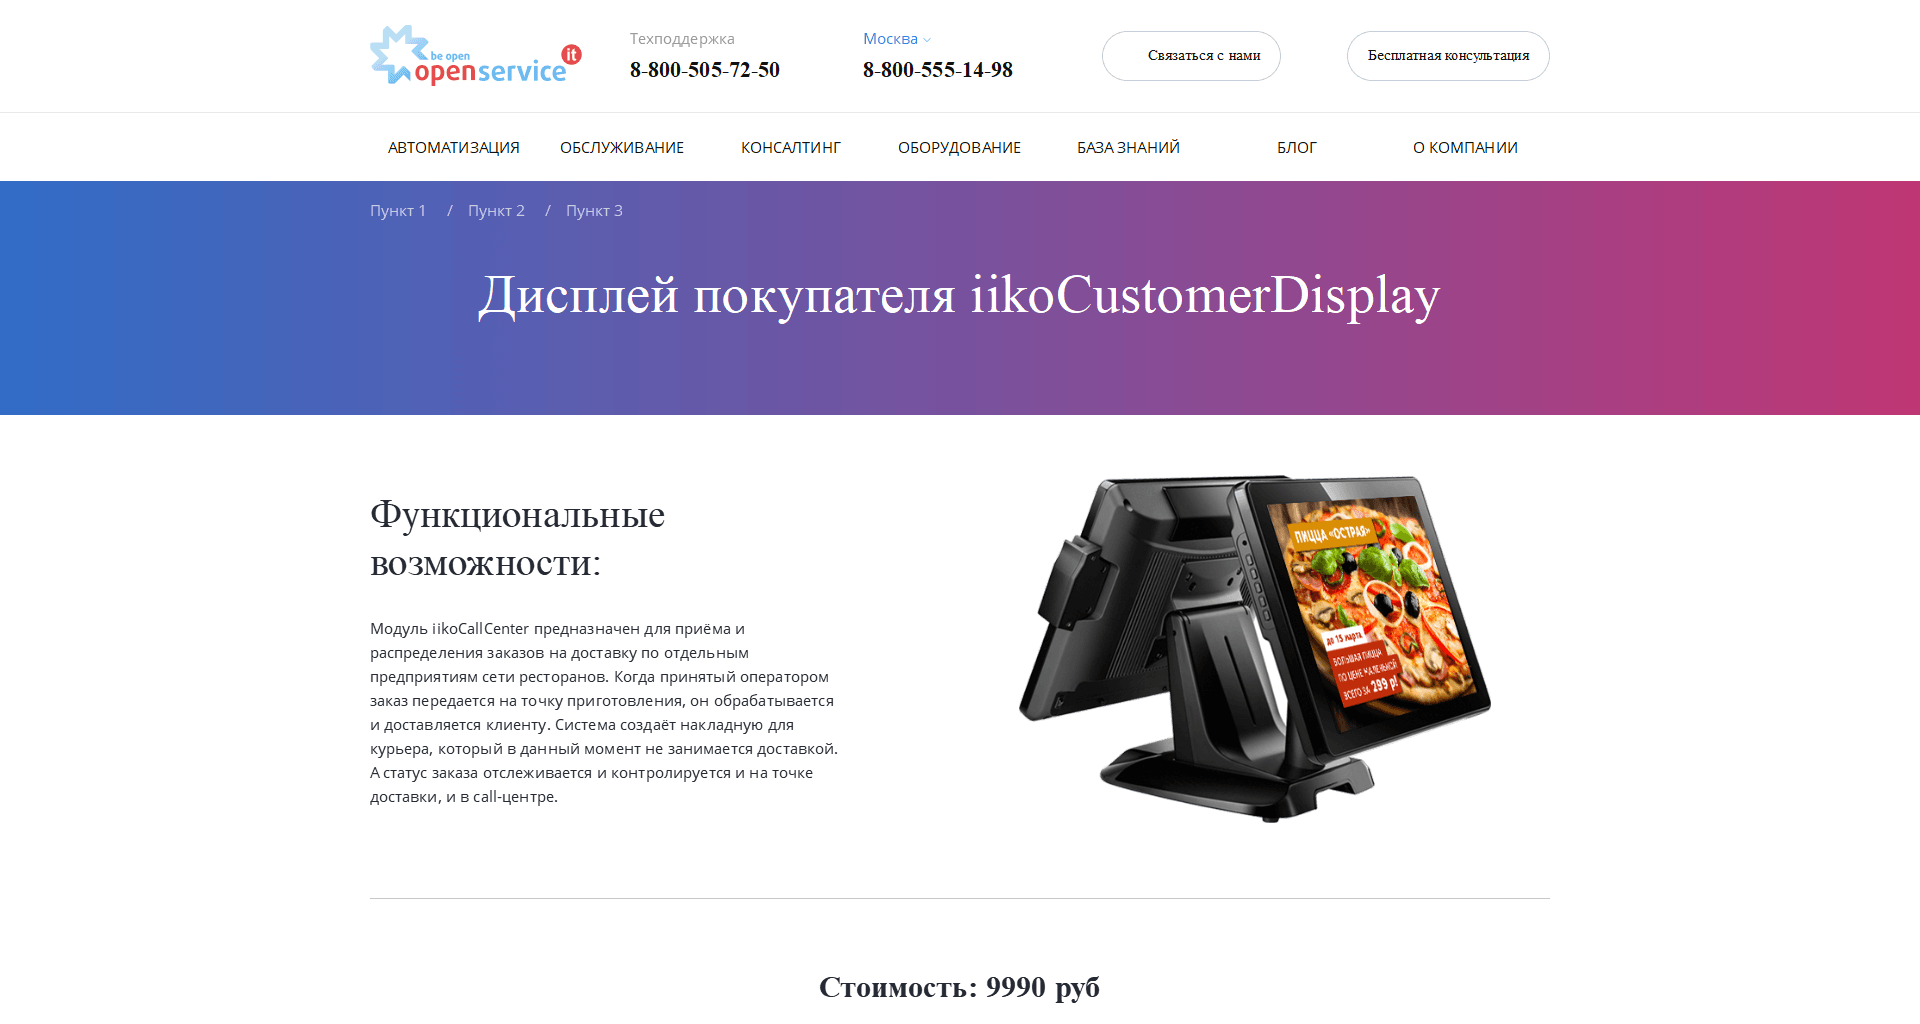 be open
openservice it
Техподдержка
8-800-505-72-50
Москва
8-800-555-14-98
Связаться с нами
Бесплатная консультация
АВТОМАТИЗАЦИЯ ОБСЛУЖИВАНИЕ КОНСАЛТИНГ ОБОРУДОВАНИЕ БАЗА ЗНАНИЙ БЛОГ О КОМПАНИИ
Пункт 1 / Пункт 2 / Пункт 3
Дисплей покупателя iikoCustomerDisplay
Функциональные
возможности:
Модуль iikoCallCenter предназначен для приёма и
распределения заказов на доставку по отдельным
предприятиям сети ресторанов. Когда принятый оператором
заказ передается на точку приготовления, он обрабатывается
и доставляется клиенту. Система создаёт накладную для
курьера, который в данный момент не занимается доставкой.
А статус заказа отслеживается и контролируется и на точке
доставки, и в call-центре.
ПИЦЦА «ОСТРАЯ»
до 15 марта
БОЛЬШАЯ ПИЦЦА
ПО ЦЕНЕ МАЛЕНЬКОЙ
ВСЕГО ЗА 299 р!
Стоимость: 9990 руб